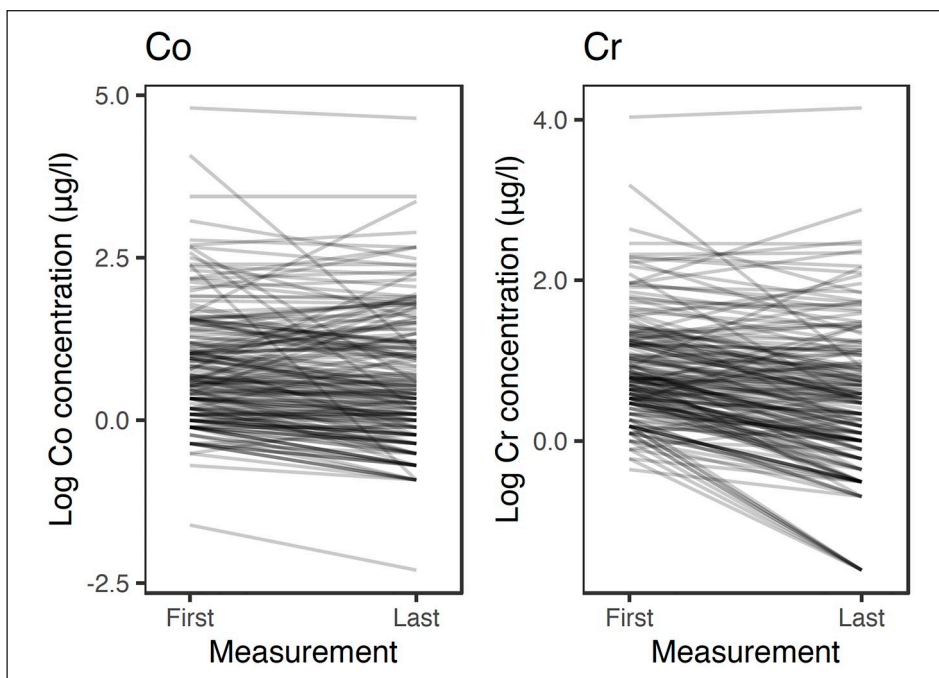 Co
Log Co concentration (µg/l)
5.0
2.5
0.0
-2.5
First
Last
Measurement
Cr
Log Cr concentration (µg/l)
4.0
2.0
0.0
First
Last
Measurement